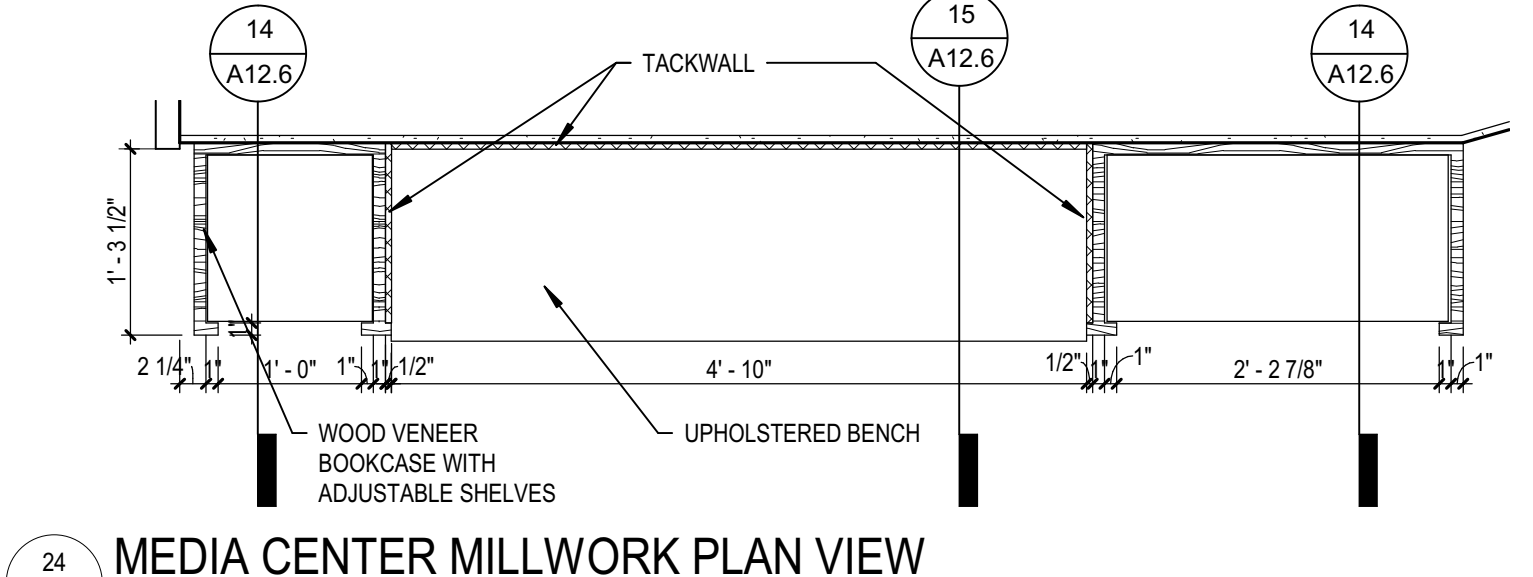 14
A12.6
15
A12.6
14
A12.6
TACKWALL
1' - 3 1/2"
1"
2 1/4"
1"
1' - 0"
1"
1"
1/2"
4' - 10"
1/2"
1"
1"
2' - 2 7/8"
1"
1"
WOOD VENEER
BOOKCASE WITH
ADJUSTABLE SHELVES
UPHOLSTERED BENCH
24
MEDIA CENTER MILLWORK PLAN VIEW